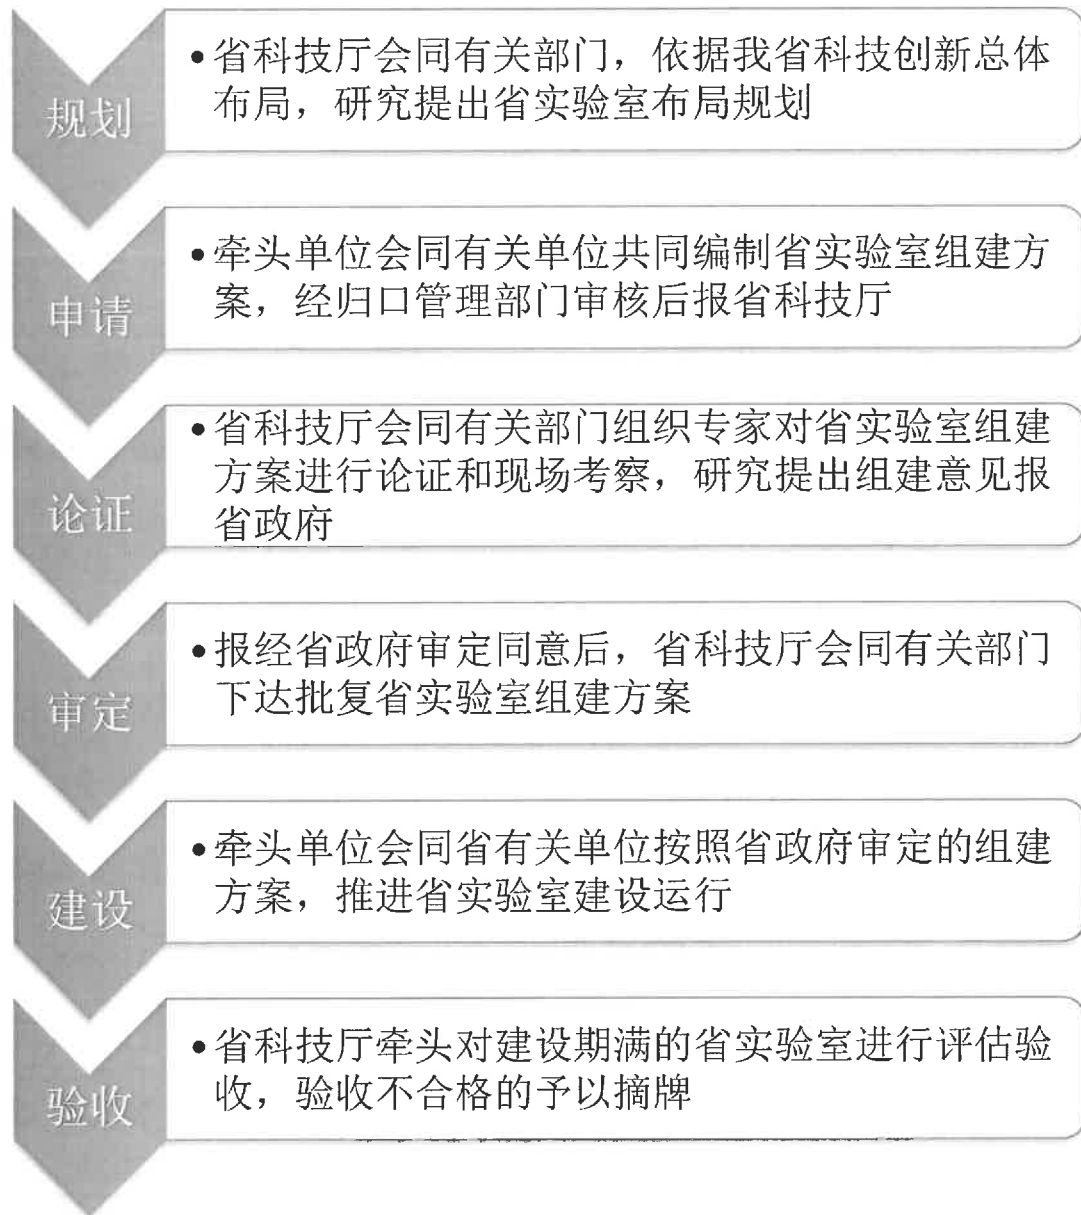 规划
•省科技厅会同有关部门，依据我省科技创新总体
布局，研究提出省实验室布局规划
申请
•牵头单位会同有关单位共同编制省实验室组建方
案，经归口管理部门审核后报省科技厅
论证
•省科技厅会同有关部门组织专家对省实验室组建
方案进行论证和现场考察，研究提出组建意见报
省政府
审定
•报经省政府审定同意后，省科技厅会同有关部门
下达批复省实验室组建方案
建设
•牵头单位会同省有关单位按照省政府审定的组建
方案，推进省实验室建设运行
验收
•省科技厅牵头对建设期满的省实验室进行评估验
收，验收不合格的予以摘牌